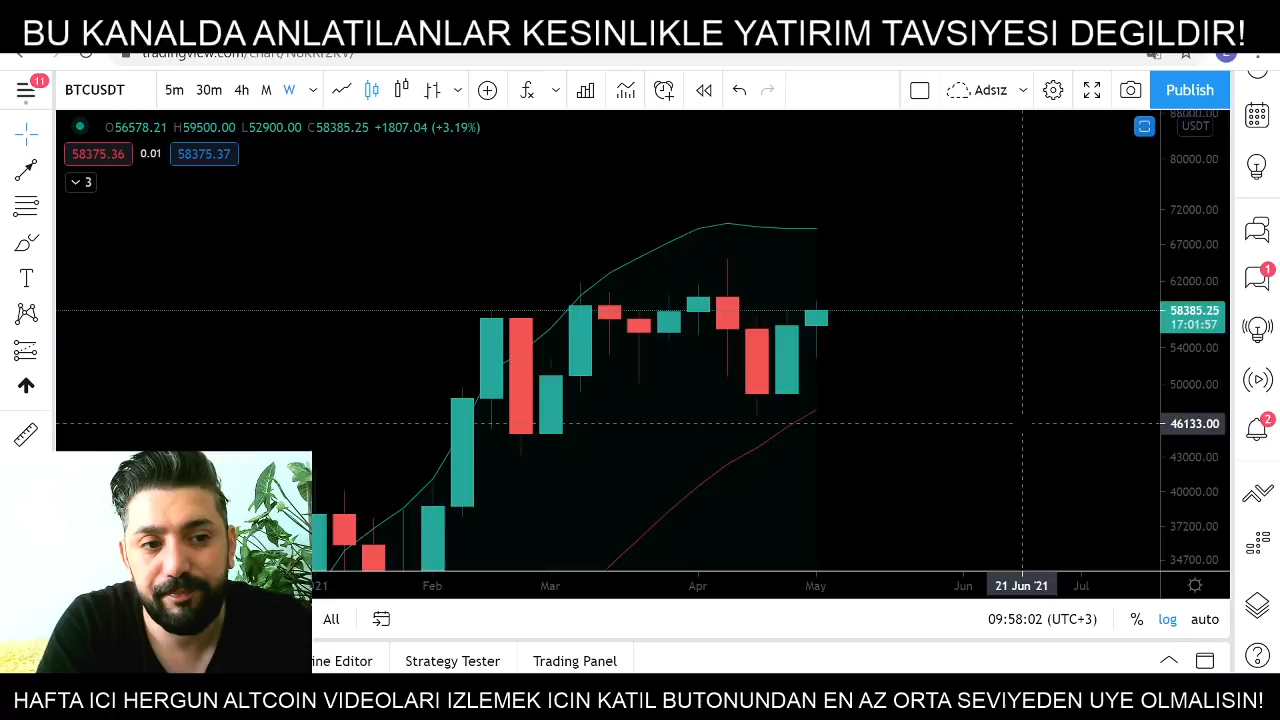 BU KANALDA ANLATILANLAR KESINLIKLE YATIRIM TAVSIYESI DEGILDIR!
11
BTCUSDT
5m 30m 4h M W
Adsız
Publish
O56578.21 H59500.00 L52900.00 C58385.25 +1807.04 (+3.19%)
USDT
58375.36 0.01 58375.37
3
80000.00
72000.00
67000.00
62000.00
58385.25
17:01:57
54000.00
50000.00
46133.00
43000.00
40000.00
37200.00
34700.00
1
2
Feb Mar Apr May Jun 21 Jun '21 Jul
All
09:58:02 (UTC+3) % log auto
ine Editor Strategy Tester Trading Panel
HAFTA ICI HERGUN ALTCOIN VIDEOLARI IZLEMEK ICIN KATIL BUTONUNDAN EN AZ ORTA SEVIYEDEN UYE OLMALISIN!